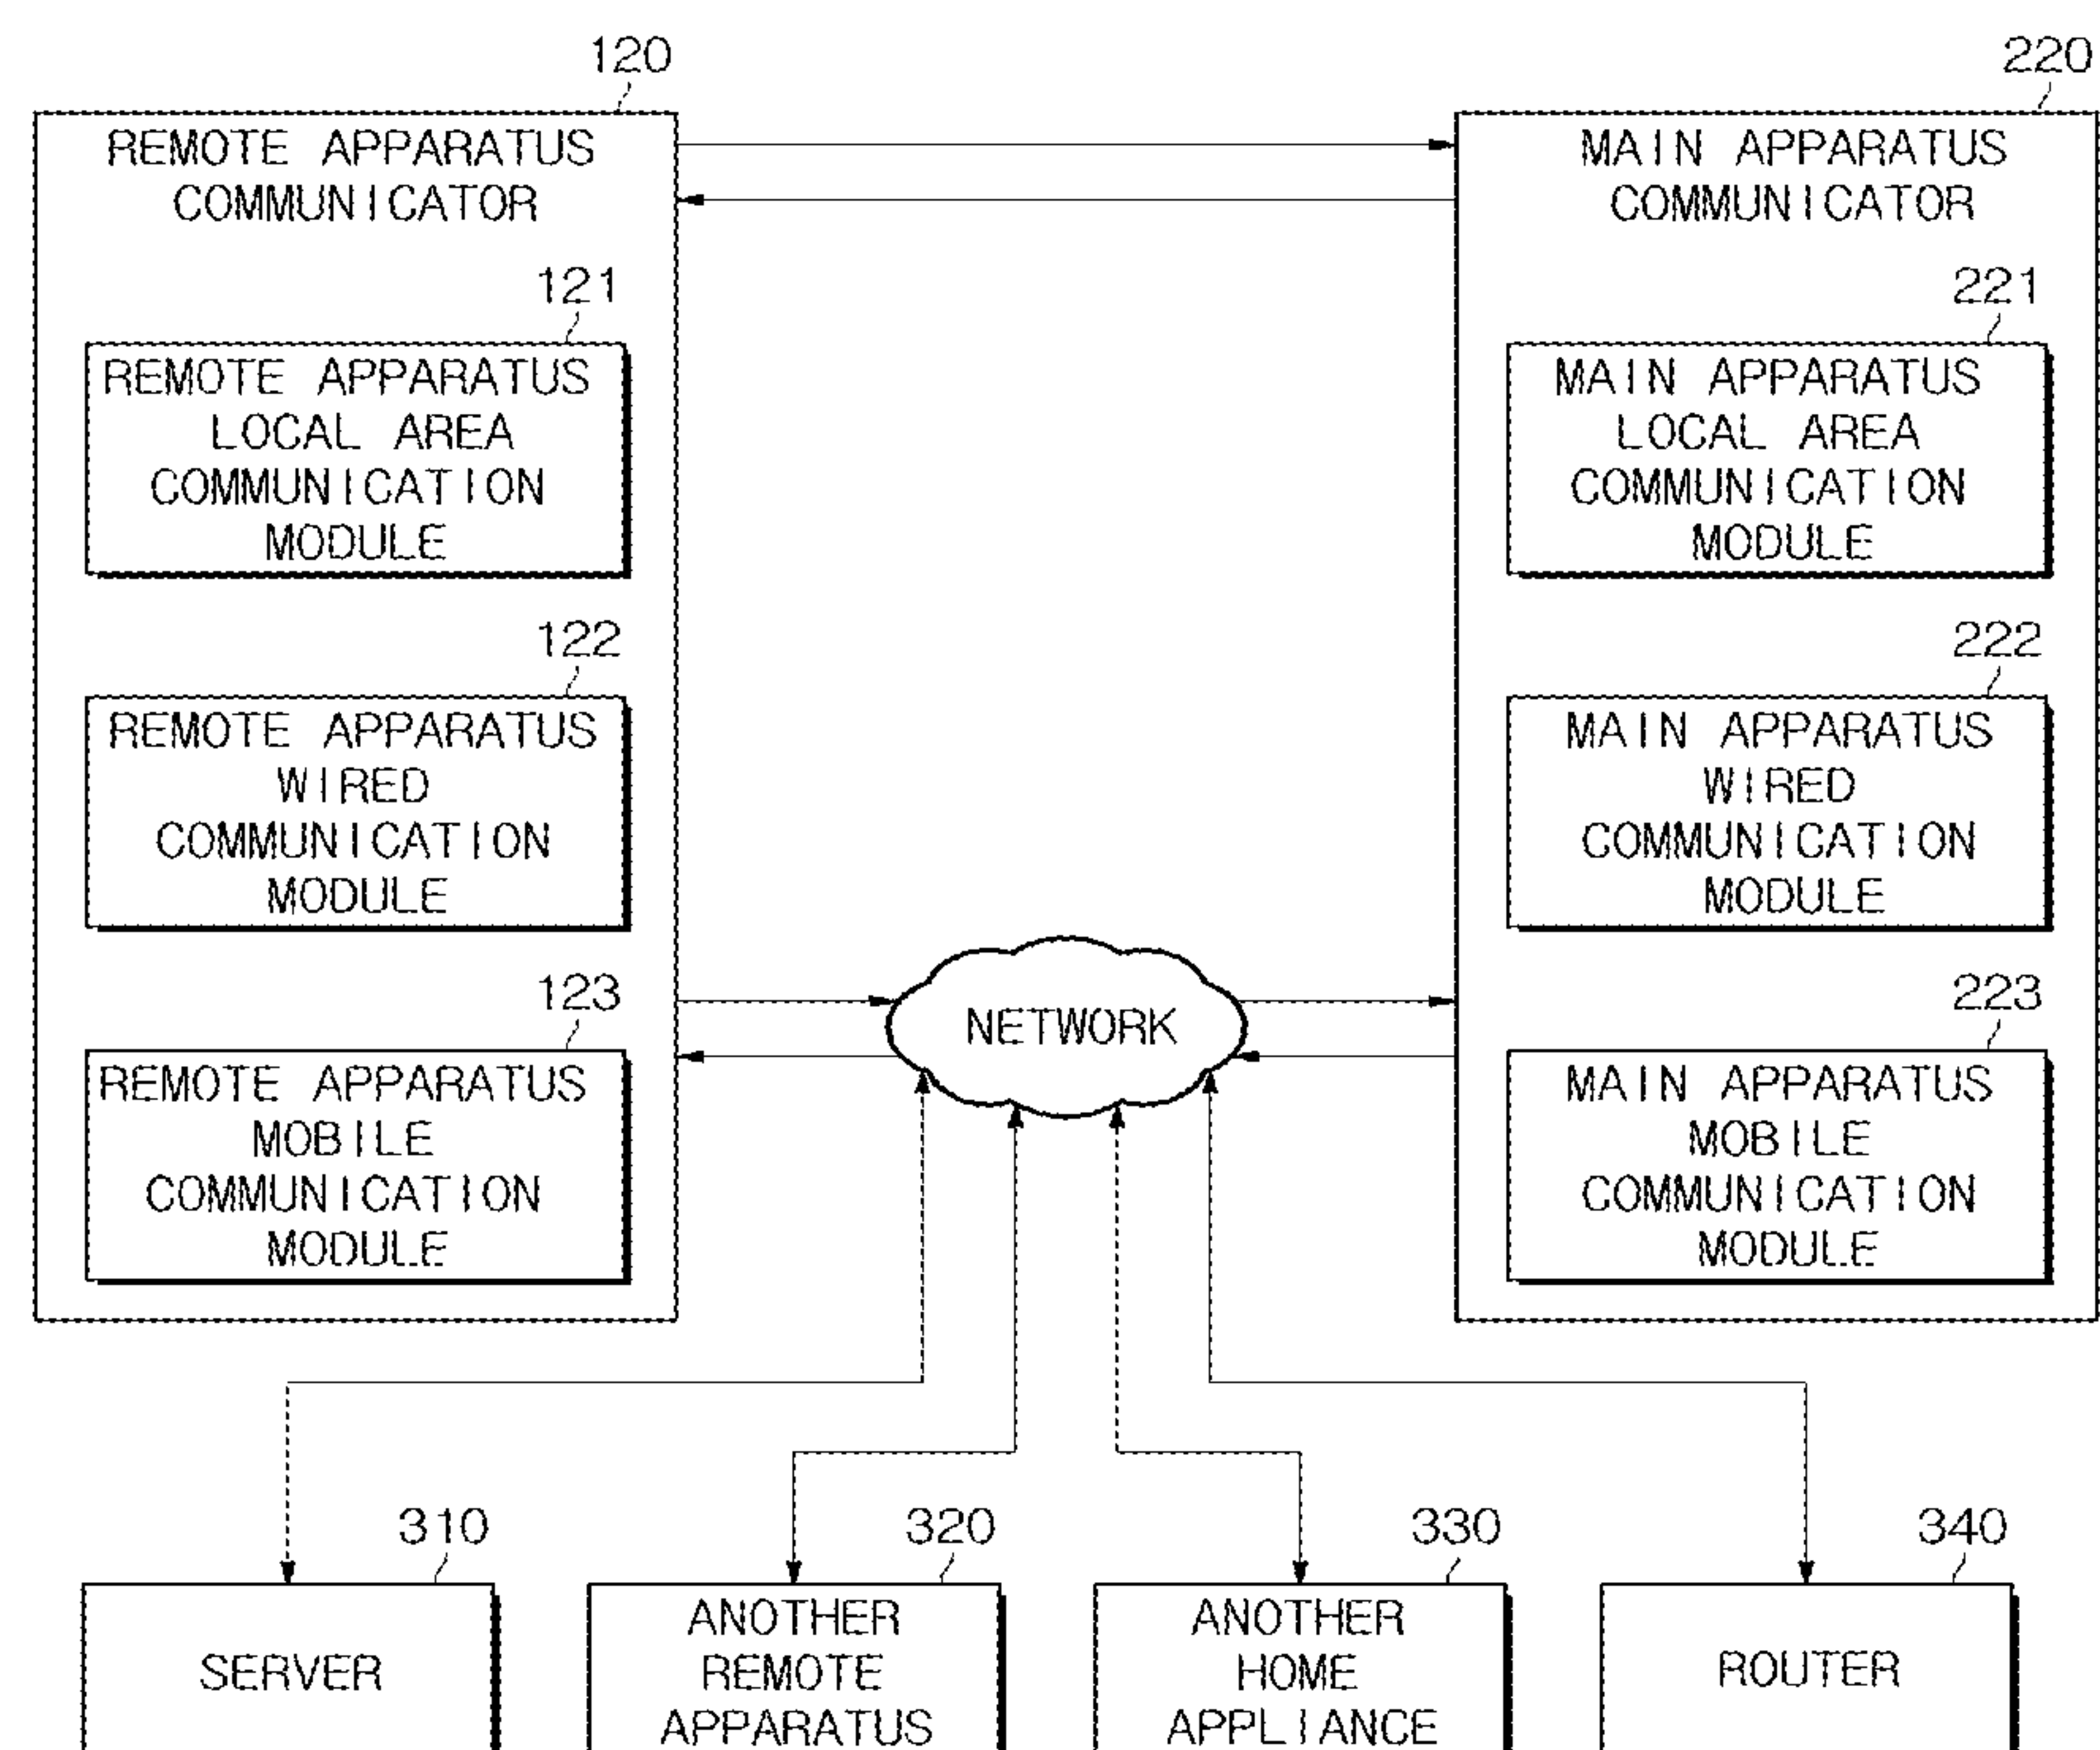 120
REMOTE APPARATUS
COMMUNICATOR
121
REMOTE APPARATUS
LOCAL AREA
COMMUNICATION
MODULE
122
REMOTE APPARATUS
WIRED
COMMUNICATION
MODULE
123
REMOTE APPARATUS
MOBILE
COMMUNICATION
MODULE
220
MAIN APPARATUS
COMMUNICATOR
221
MAIN APPARATUS
LOCAL AREA
COMMUNICATION
MODULE
222
MAIN APPARATUS
WIRED
COMMUNICATION
MODULE
223
MAIN APPARATUS
MOBILE
COMMUNICATION
MODULE
NETWORK
310
SERVER
320
ANOTHER
REMOTE
APPARATUS
330
ANOTHER
HOME
APPLIANCE
340
ROUTER